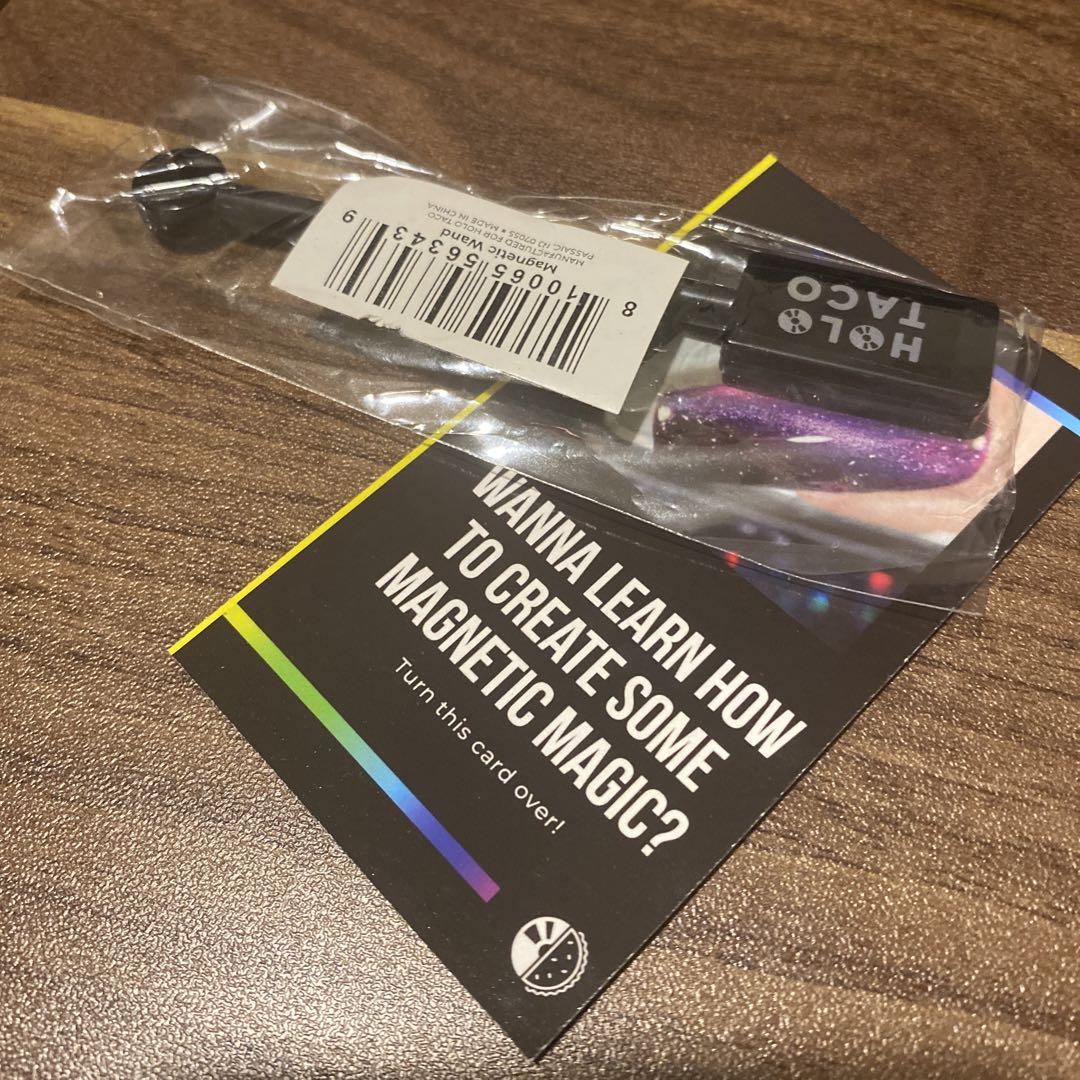 HOLO
TACO
Magnetic Wand
MANUFACTURED FOR HOLO TACO
PASSAIC NJ 07055 • MADE IN CHINA
8 10065 56343 9
WANNA LEARN HOW
TO CREATE SOME
MAGNETIC MAGIC?
Turn this card over!